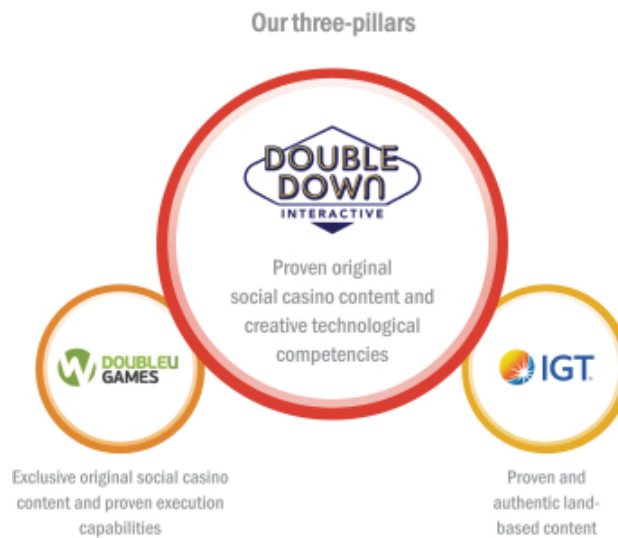 Our three-pillars
DOUBLE
DOWN
INTERACTIVE
Proven original
social casino content and
creative technological
competencies
W DOUBLEU
GAMES
IGT
Exclusive original social casino
content and proven execution
capabilities
Proven and
authentic land-
based content